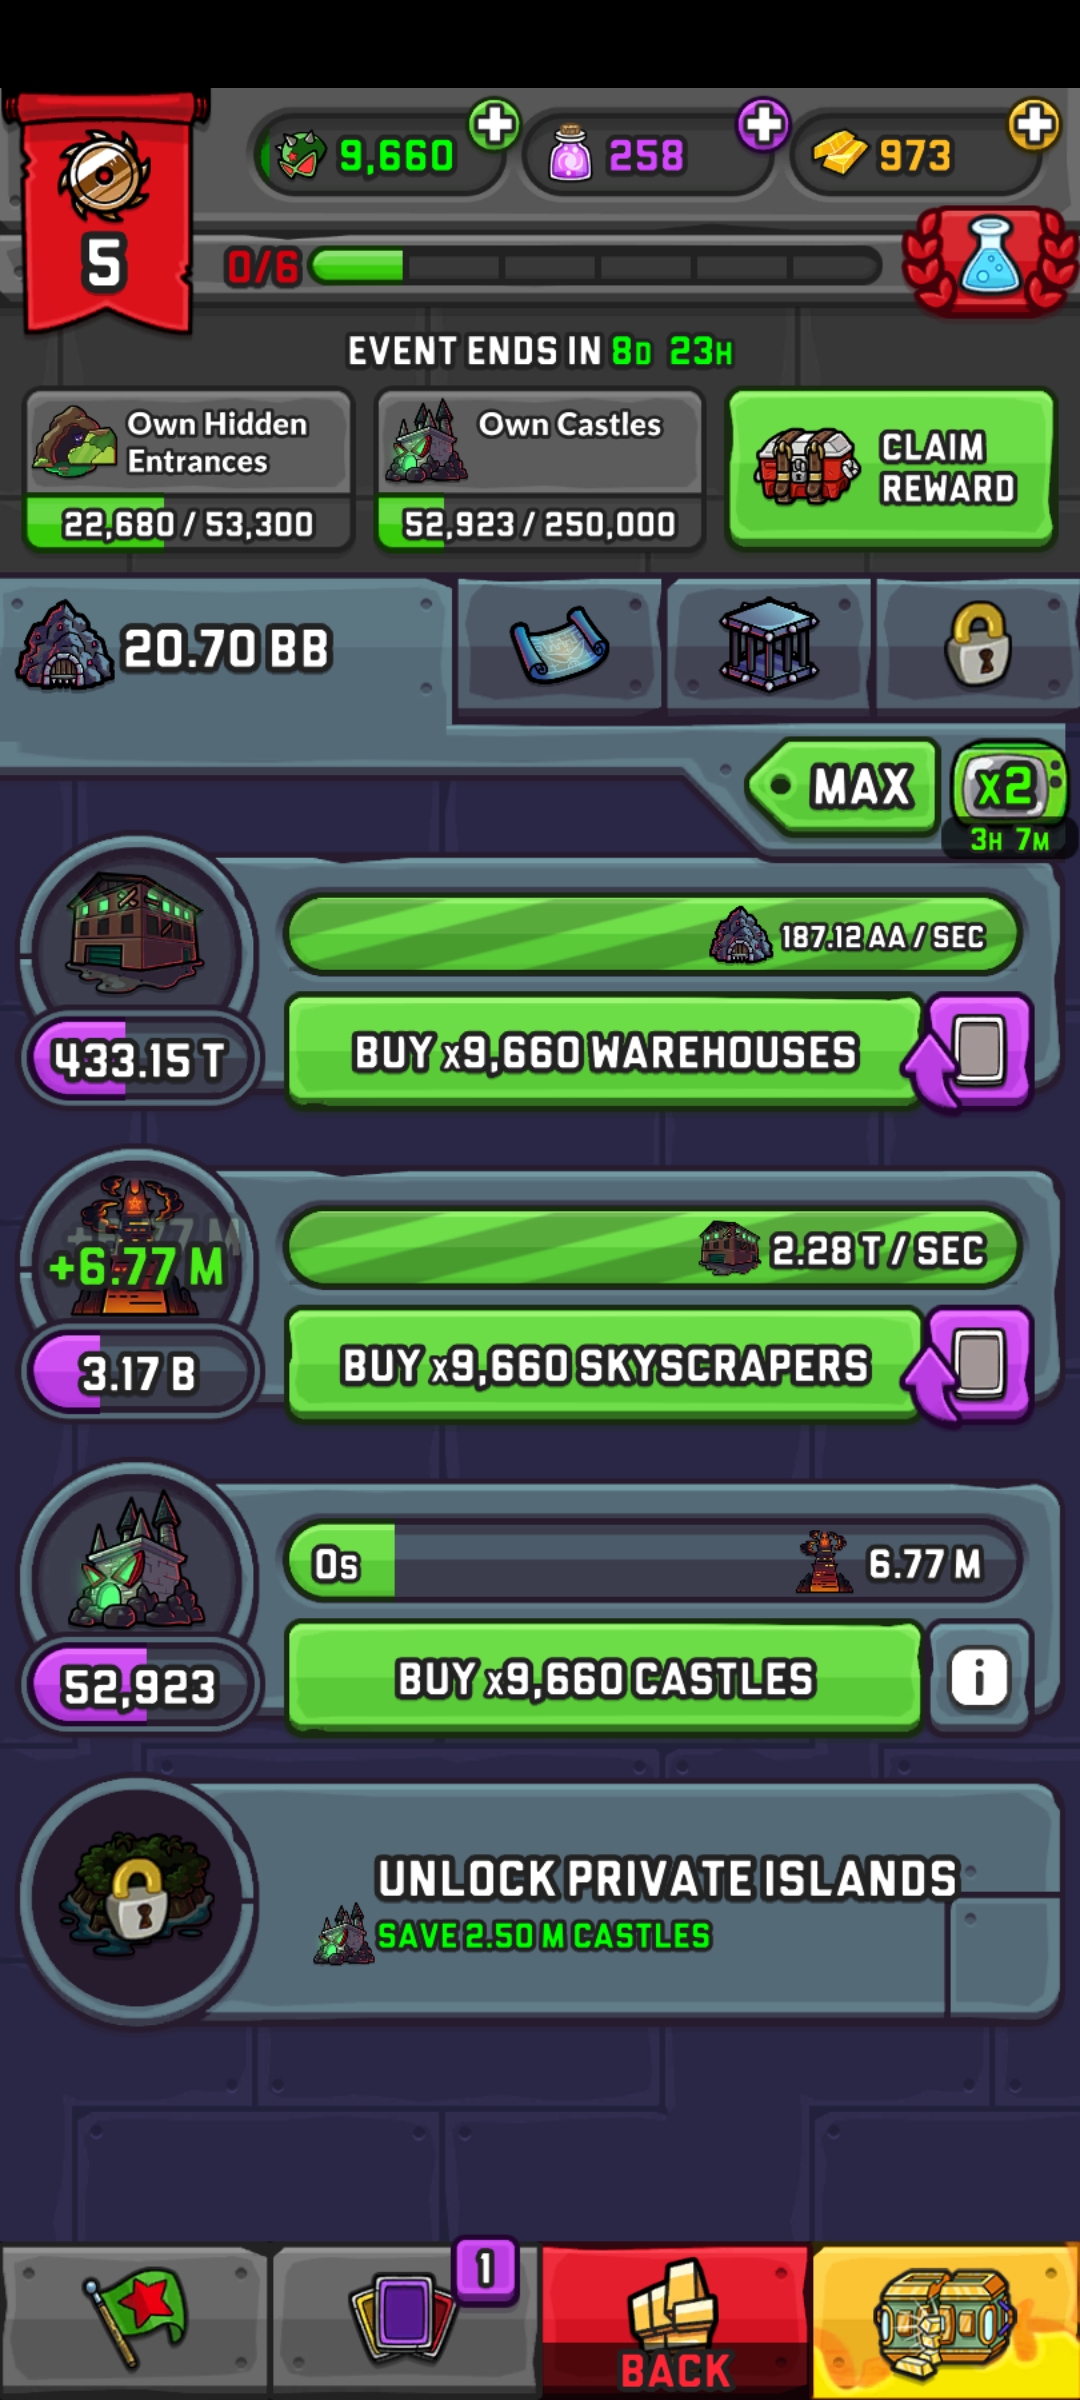 9,660
258
973
5
0/6
EVENT ENDS IN 8D 23H
Own Hidden
Entrances
22,680 / 53,300
Own Castles
52,923 / 250,000
CLAIM
REWARD
20.70 BB
MAX
x2
3H 7M
187.12 AA / SEC
433.15 T
BUY x9,660 WAREHOUSES
+6.77 M
2.28 T / SEC
3.17 B
BUY x9,660 SKYSCRAPERS
0s
6.77 M
52,923
BUY x9,660 CASTLES
i
UNLOCK PRIVATE ISLANDS
SAVE 2.50 M CASTLES
1
BACK